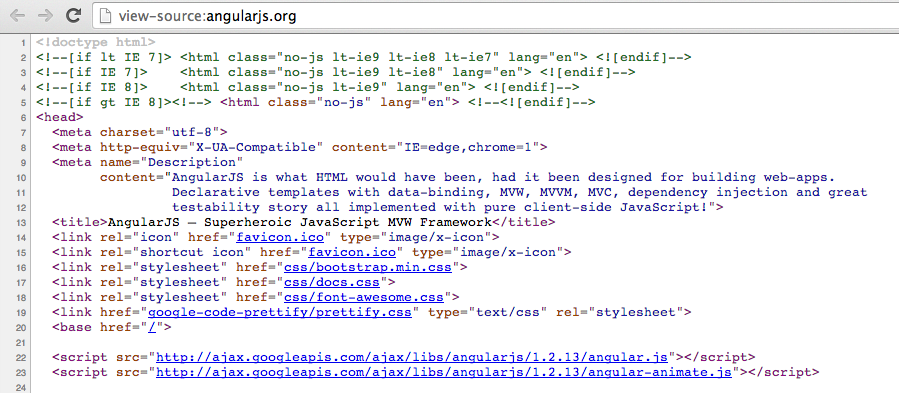 view-source:angularjs.org
1 <!doctype html>
2 <!--[if lt IE 7]> <html class="no-js lt-ie9 lt-ie8 lt-ie7" lang="en"> <![endif]-->
3 <!--[if IE 7]>    <html class="no-js lt-ie9 lt-ie8" lang="en"> <![endif]-->
4 <!--[if IE 8]>    <html class="no-js lt-ie9" lang="en"> <![endif]-->
5 <!--[if gt IE 8]><!--> <html class="no-js" lang="en"> <!--<![endif]-->
6 <head>
7   <meta charset="utf-8">
8   <meta http-equiv="X-UA-Compatible" content="IE=edge,chrome=1">
9   <meta name="Description"
10         content="AngularJS is what HTML would have been, had it been designed for building web-apps.
11                  Declarative templates with data-binding, MVW, MVVM, MVC, dependency injection and great
12                  testability story all implemented with pure client-side JavaScript!">
13   <title>AngularJS — Superheroic JavaScript MVW Framework</title>
14   <link rel="icon" href="favicon.ico" type="image/x-icon">
15   <link rel="shortcut icon" href="favicon.ico" type="image/x-icon">
16   <link rel="stylesheet" href="css/bootstrap.min.css">
17   <link rel="stylesheet" href="css/docs.css">
18   <link rel="stylesheet" href="css/font-awesome.css">
19   <link href="google-code-prettify/prettify.css" type="text/css" rel="stylesheet">
20   <base href="/">
21
22   <script src="http://ajax.googleapis.com/ajax/libs/angularjs/1.2.13/angular.js"></script>
23   <script src="http://ajax.googleapis.com/ajax/libs/angularjs/1.2.13/angular-animate.js"></script>
24